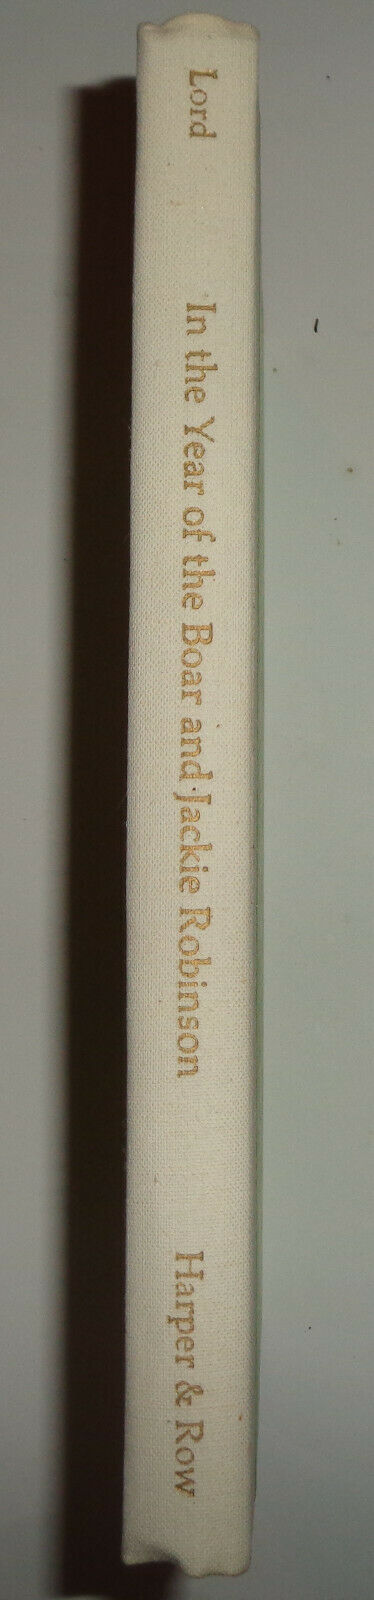 Lord
In the Year of the Boar and Jackie Robinson
Harper & Row